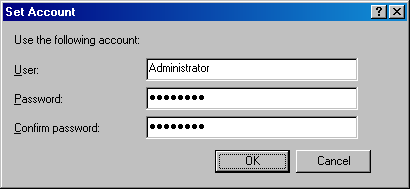 Set Account
Use the following account:
User: Administrator
Password: ●●●●●●●●
Confirm password: ●●●●●●●●
OK Cancel